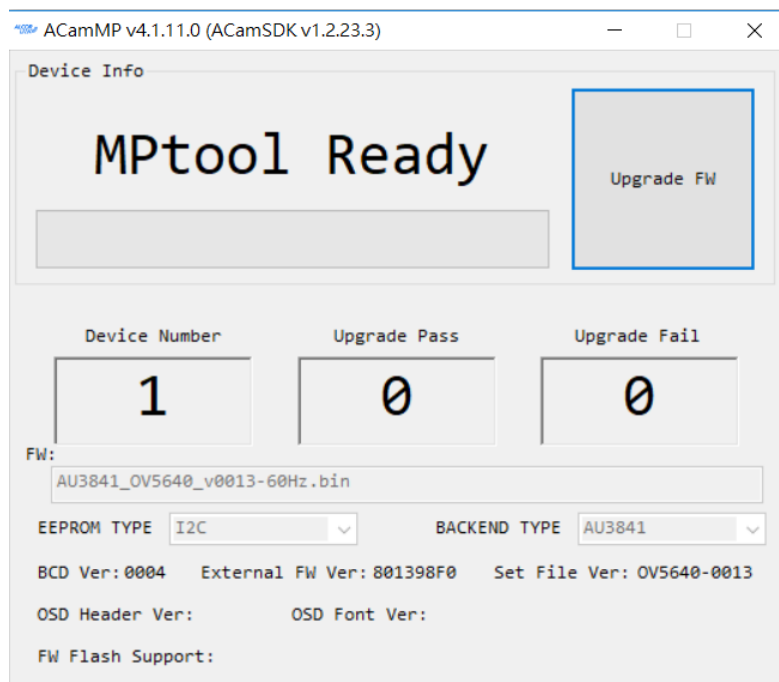 ACamMP v4.1.11.0 (ACamSDK v1.2.23.3)
Device Info
MPtool Ready
Upgrade FW
Device Number Upgrade Pass Upgrade Fail
1 0 0
FW:
AU3841_OV5640_v0013-60Hz.bin
EEPROM TYPE I2C BACKEND TYPE AU3841
BCD Ver:0004 External FW Ver:801398F0 Set File Ver: OV5640-0013
OSD Header Ver: OSD Font Ver:
FW Flash Support: